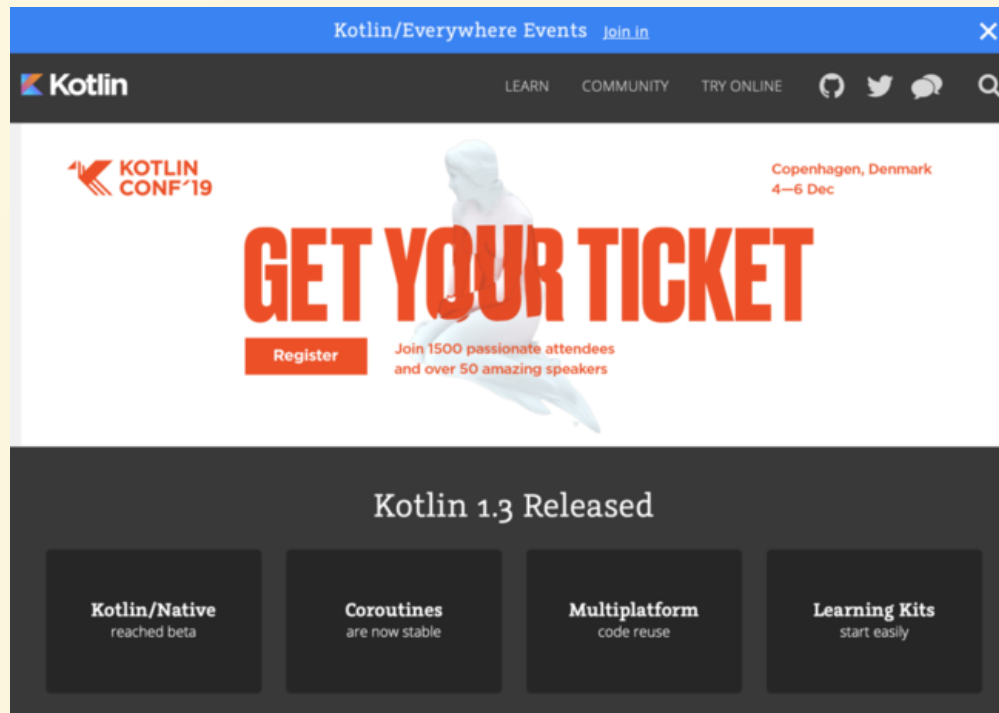 Kotlin/Everywhere Events Join in
Kotlin LEARN COMMUNITY TRY ONLINE
KOTLIN
CONF´19
Copenhagen, Denmark
4—6 Dec
GET YOUR TICKET
Register
Join 1500 passionate attendees
and over 50 amazing speakers
Kotlin 1.3 Released
Kotlin/Native
reached beta
Coroutines
are now stable
Multiplatform
code reuse
Learning Kits
start easily